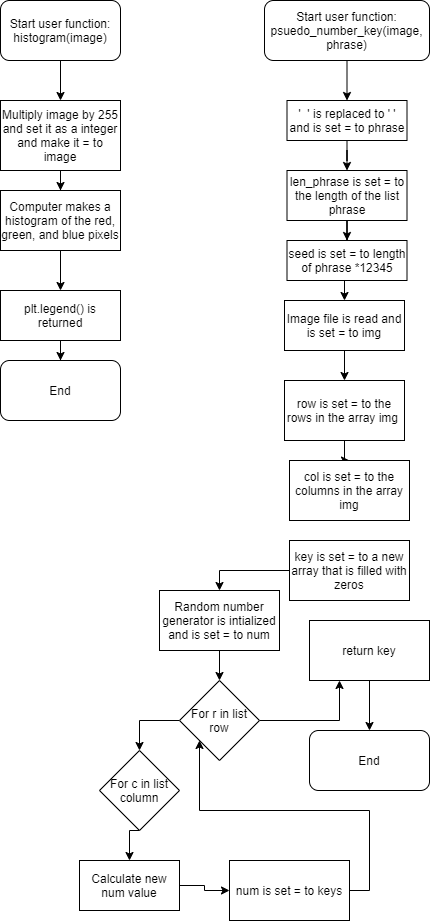 Start user function:
histogram(image)
Multiply image by 255
and set it as a integer
and make it = to
image
Computer makes a
histogram of the red,
green, and blue pixels
plt.legend() is
returned
End
Start user function:
psuedo_number_key(image,
phrase)
' ' is replaced to ' '
and is set = to phrase
len_phrase is set = to
the length of the list
phrase
seed is set = to length
of phrase *12345
Image file is read and
is set = to img
row is set = to the
rows in the array img
col is set = to the
columns in the array
img
key is set = to a new
array that is filled with
zeros
Random number
generator is intialized
and is set = to num
For r in list
row
return key
End
For c in list
column
Calculate new
num value
num is set = to keys